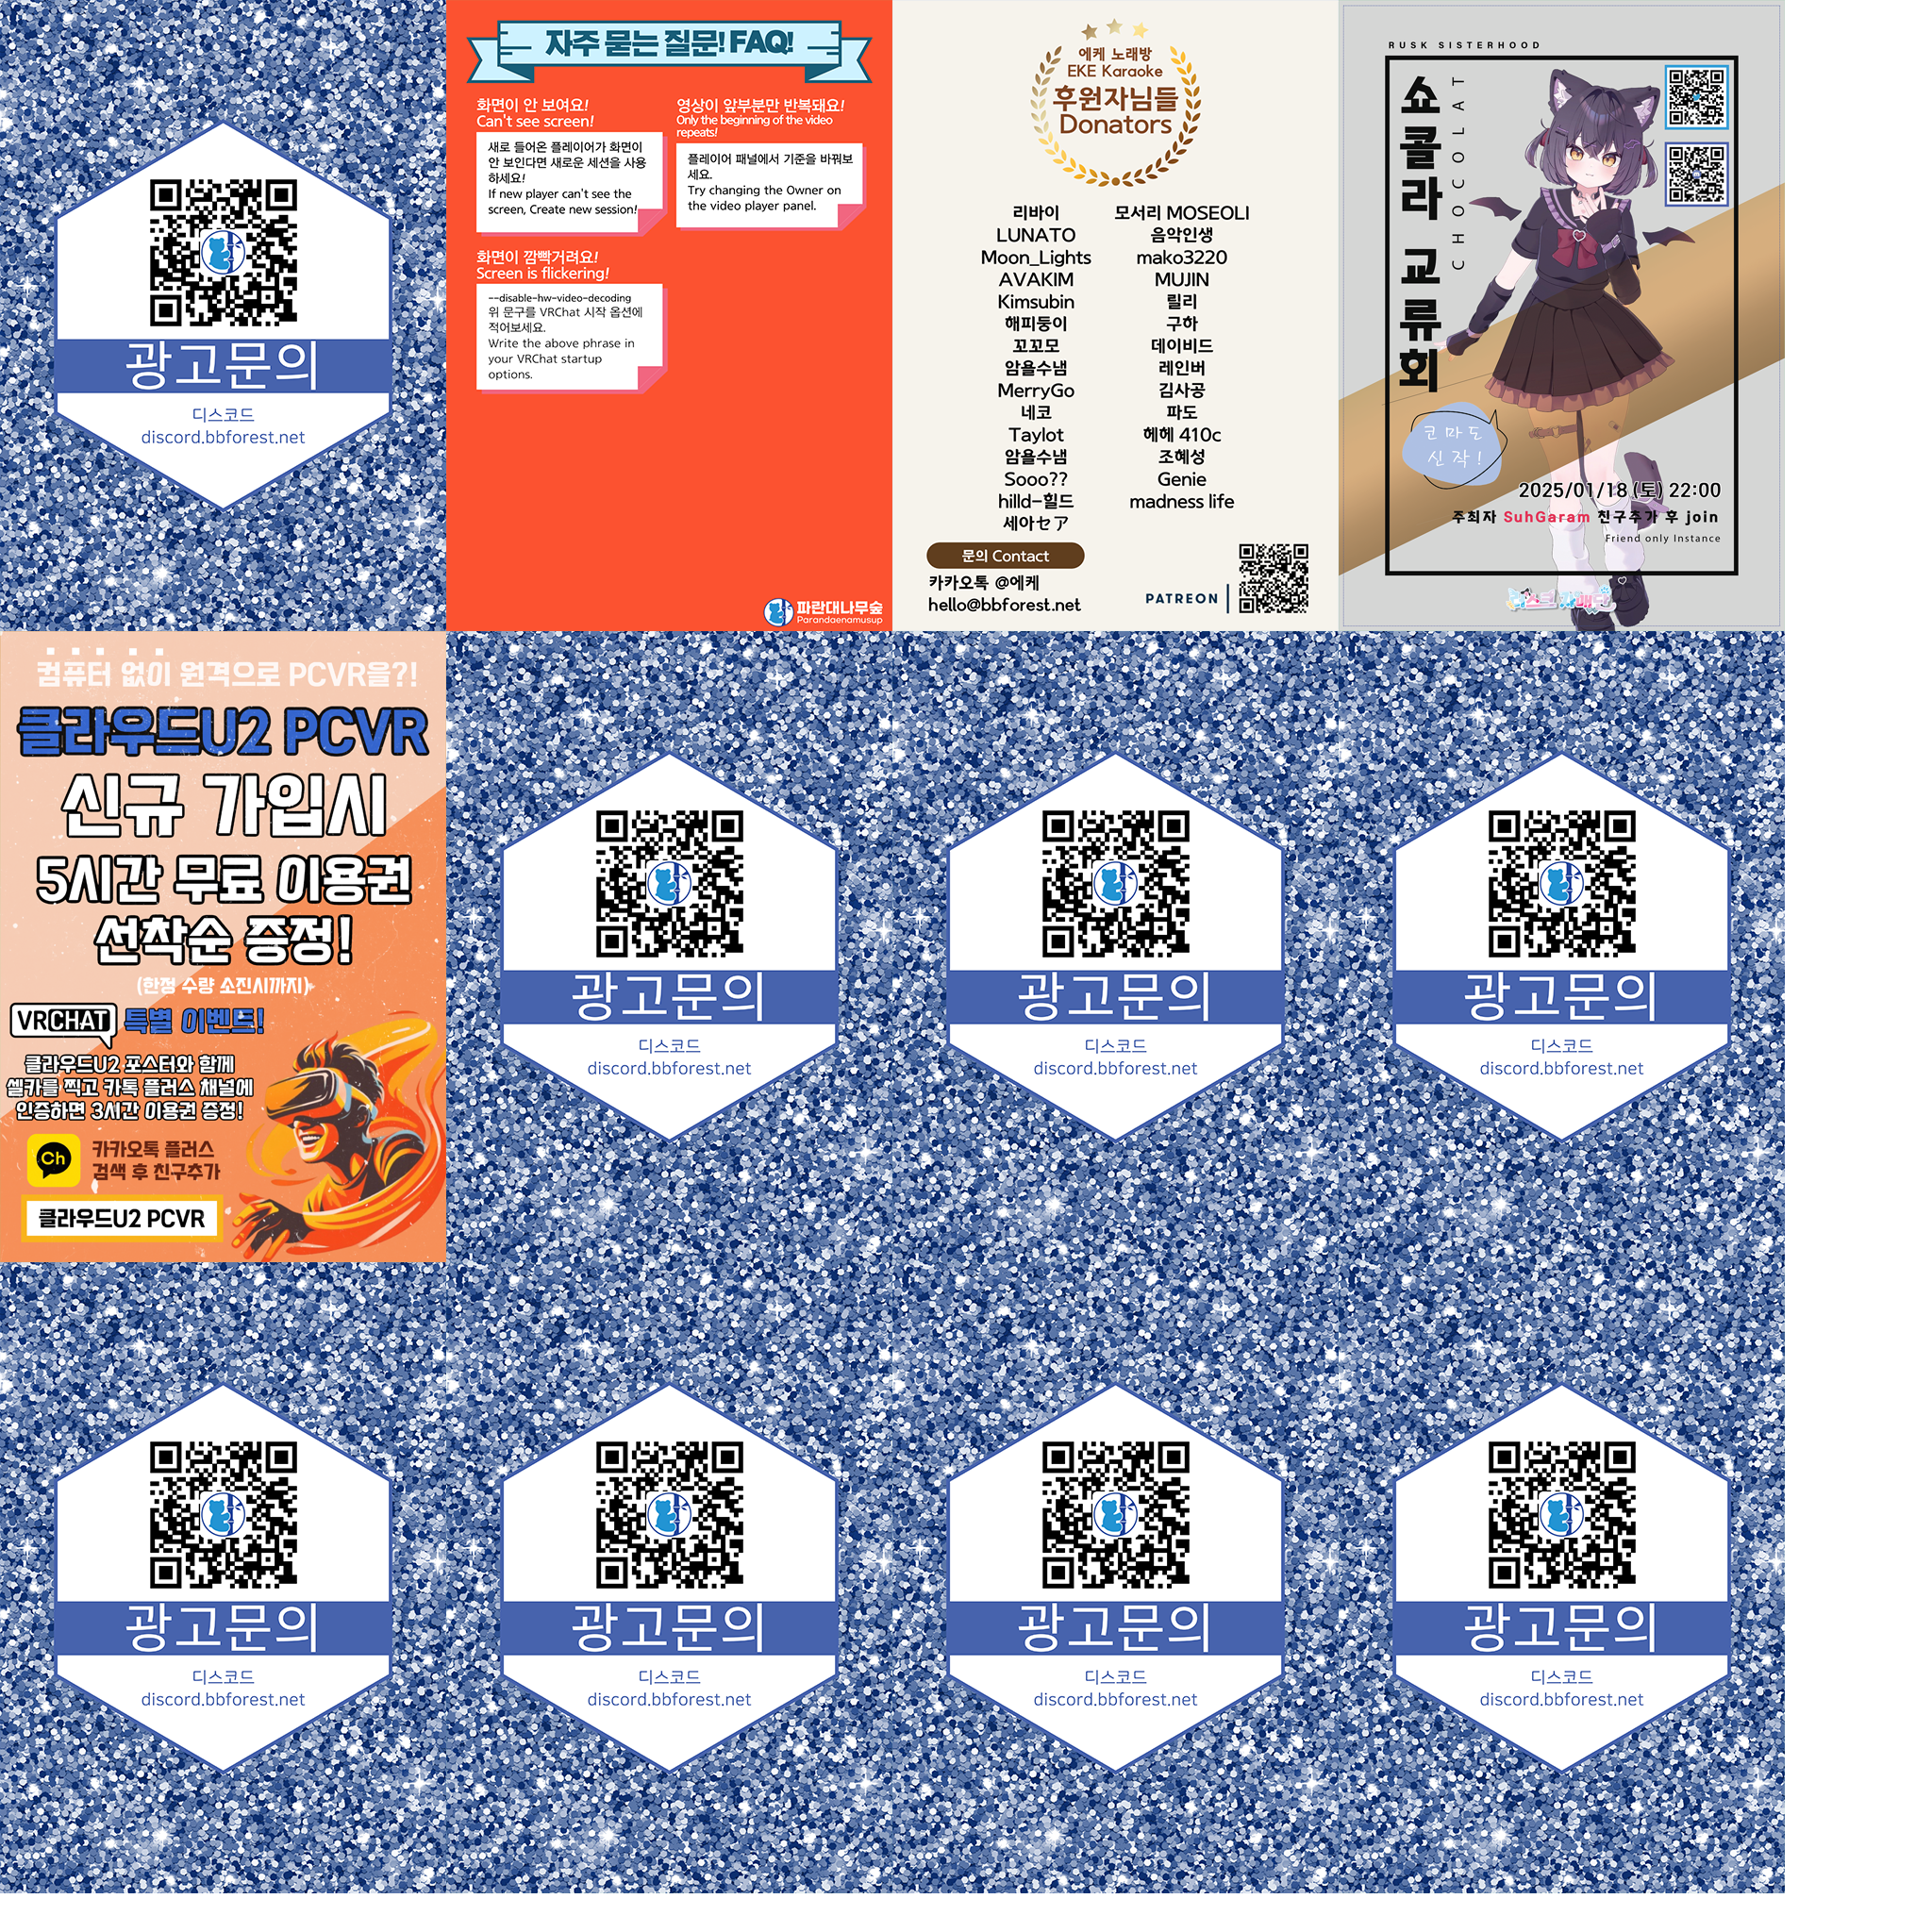 광고문의
디스코드
discord.bbforest.net
자주 묻는 질문! FAQ!
화면이 안 보여요!
Can't see screen!
새로 들어온 플레이어가 화면이
안 보인다면 새로운 세션을 사용
하세요!
If new player can't see the
screen, Create new session!
영상이 앞부분만 반복돼요!
Only the beginning of the video
repeats!
플레이어 패널에서 기준을 바꿔보
세요.
Try changing the Owner on
the video player panel.
화면이 깜빡거려요!
Screen is flickering!
--disable-hw-video-decoding
위 문구를 VRChat 시작 옵션에
적어보세요.
Write the above phrase in
your VRChat startup
options.
파란대나무숲
Parandaenamusup
에케 노래방
EKE Karaoke
후원자님들
Donators
리바이
LUNATO
Moon_Lights
AVAKIM
Kimsubin
해피둥이
꼬꼬모
암욜수냄
MerryGo
네코
Taylot
암욜수냄
Sooo??
hilld-힐드
세아セア
모서리 MOSEOLI
음악인생
mako3220
MUJIN
릴리
구하
데이비드
레인버
김사공
파도
헤헤 410c
조혜성
Genie
madness life
문의 Contact
카카오톡 @에케
hello@bbforest.net
PATREON
RUSK SISTERHOOD
쇼콜라 교류회
CHOCOLAT
코마도
신작!
2025/01/18 (토) 22:00
주최자 SuhGaram 친구추가 후 join
Friend only Instance
러스크 자매단
컴퓨터 없이 원격으로 PCVR을?!
클라우드U2 PCVR
신규 가입시
5시간 무료 이용권
선착순 증정!
(한정 수량 소진시까지)
VRCHAT 특별 이벤트!
클라우드U2 포스터와 함께
셀카를 찍고 카톡 플러스 채널에
인증하면 3시간 이용권 증정!
Ch
카카오톡 플러스
검색 후 친구추가
클라우드U2 PCVR
광고문의
디스코드
discord.bbforest.net
광고문의
디스코드
discord.bbforest.net
광고문의
디스코드
discord.bbforest.net
광고문의
디스코드
discord.bbforest.net
광고문의
디스코드
discord.bbforest.net
광고문의
디스코드
discord.bbforest.net
광고문의
디스코드
discord.bbforest.net